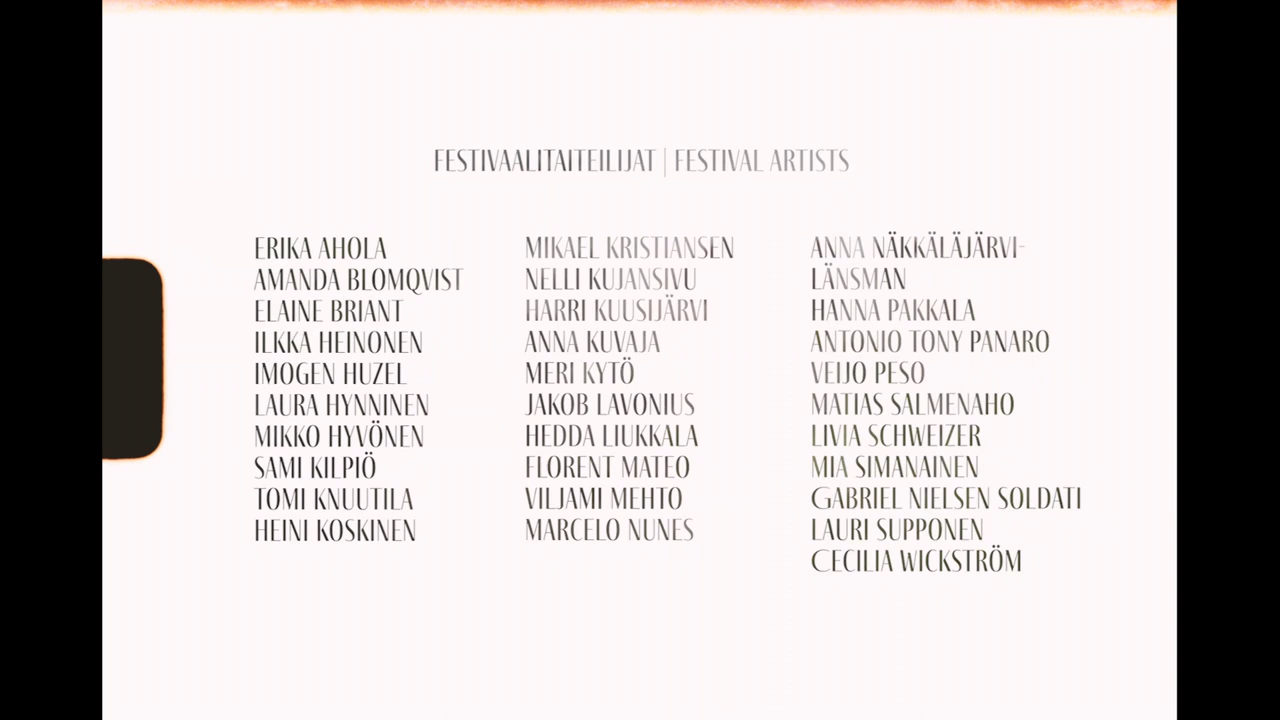 FESTIVAALITAITEILIJAT | FESTIVAL ARTISTS
ERIKA AHOLA
AMANDA BLOMQVIST
ELAINE BRIANT
ILKKA HEINONEN
IMOGEN HUZEL
LAURA HYNNINEN
MIKKO HYVÖNEN
SAMI KILPIÖ
TOMI KNUUTILA
HEINI KOSKINEN
MIKAEL KRISTIANSEN
NELLI KUJANSIVU
HARRI KUUSIJÄRVI
ANNA KUVAJA
MERI KYTÖ
JAKOB LAVONIUS
HEDDA LIUKKALA
FLORENT MATEO
VILJAMI MEHTO
MARCELO NUNES
ANNA NÄKKÄLÄJÄRVI-
LÄNSMAN
HANNA PAKKALA
ANTONIO TONY PANARO
VEIJO PESO
MATIAS SALMENAHO
LIVIA SCHWEIZER
MIA SIMANAINEN
GABRIEL NIELSEN SOLDATI
LAURI SUPPONEN
CECILIA WICKSTRÖM